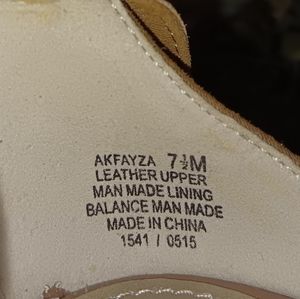 AKFAYZA 7½M
LEATHER UPPER
MAN MADE LINING
BALANCE MAN MADE
MADE IN CHINA
1541 / 0515